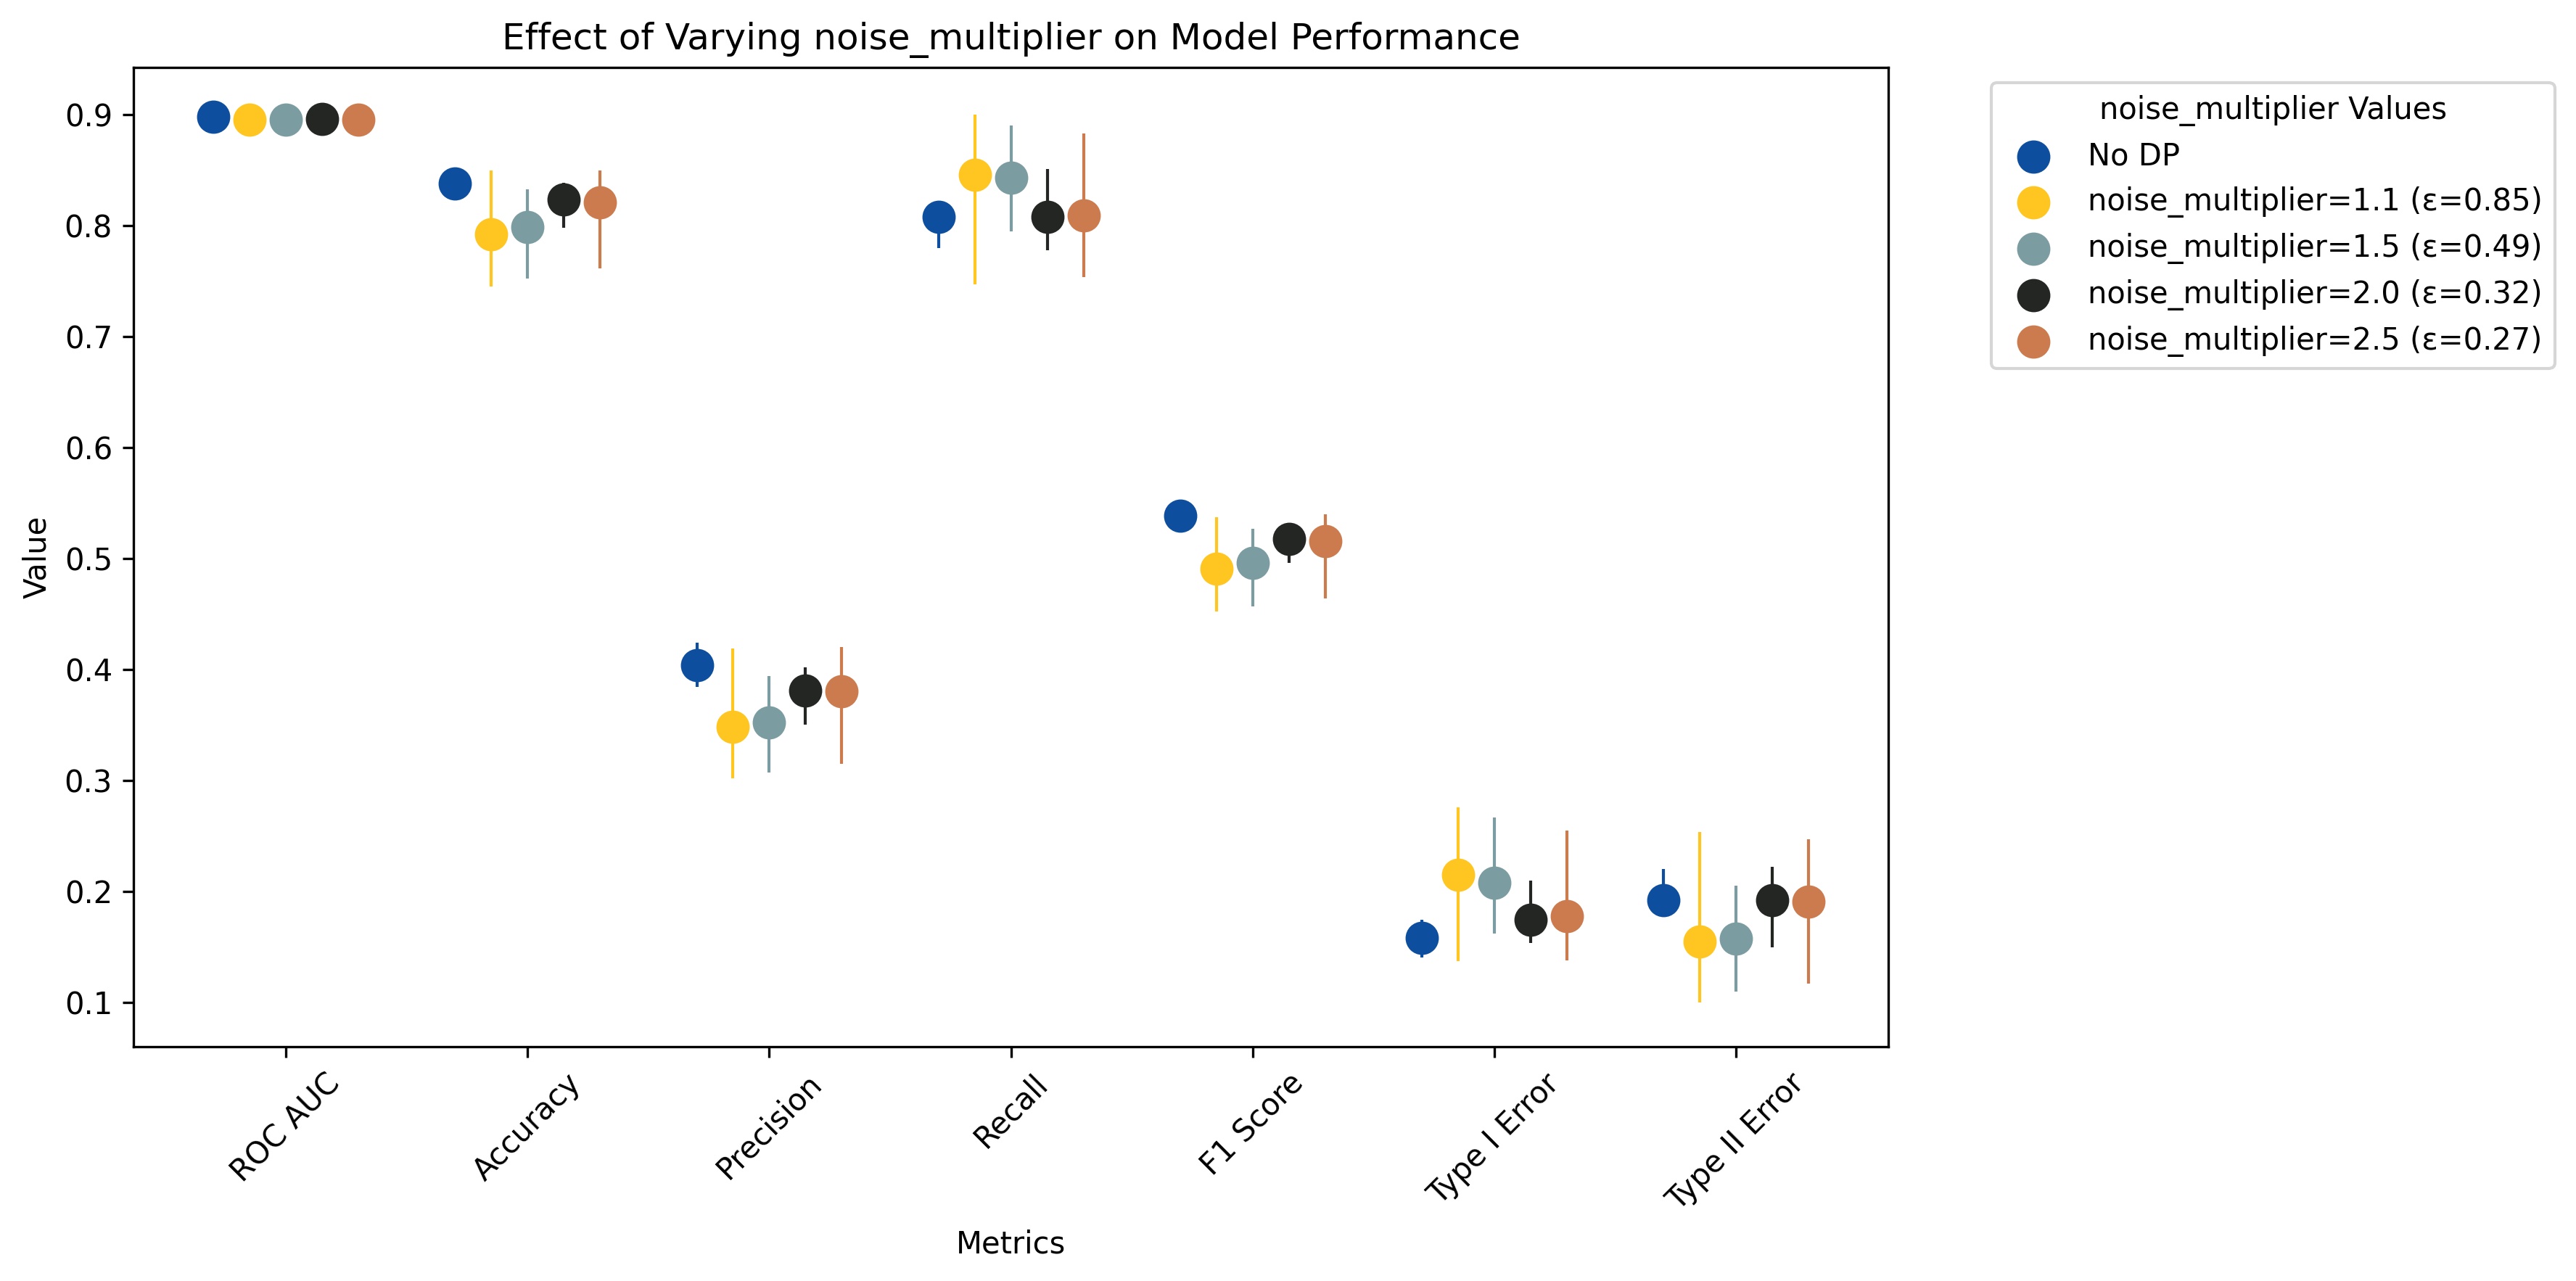 Effect of Varying noise_multiplier on Model Performance
noise_multiplier Values
No DP
noise_multiplier=1.1 (ε=0.85)
noise_multiplier=1.5 (ε=0.49)
noise_multiplier=2.0 (ε=0.32)
noise_multiplier=2.5 (ε=0.27)
Value
0.9
0.8
0.7
0.6
0.5
0.4
0.3
0.2
0.1
ROC AUC
Accuracy
Precision
Recall
F1 Score
Type I Error
Type II Error
Metrics